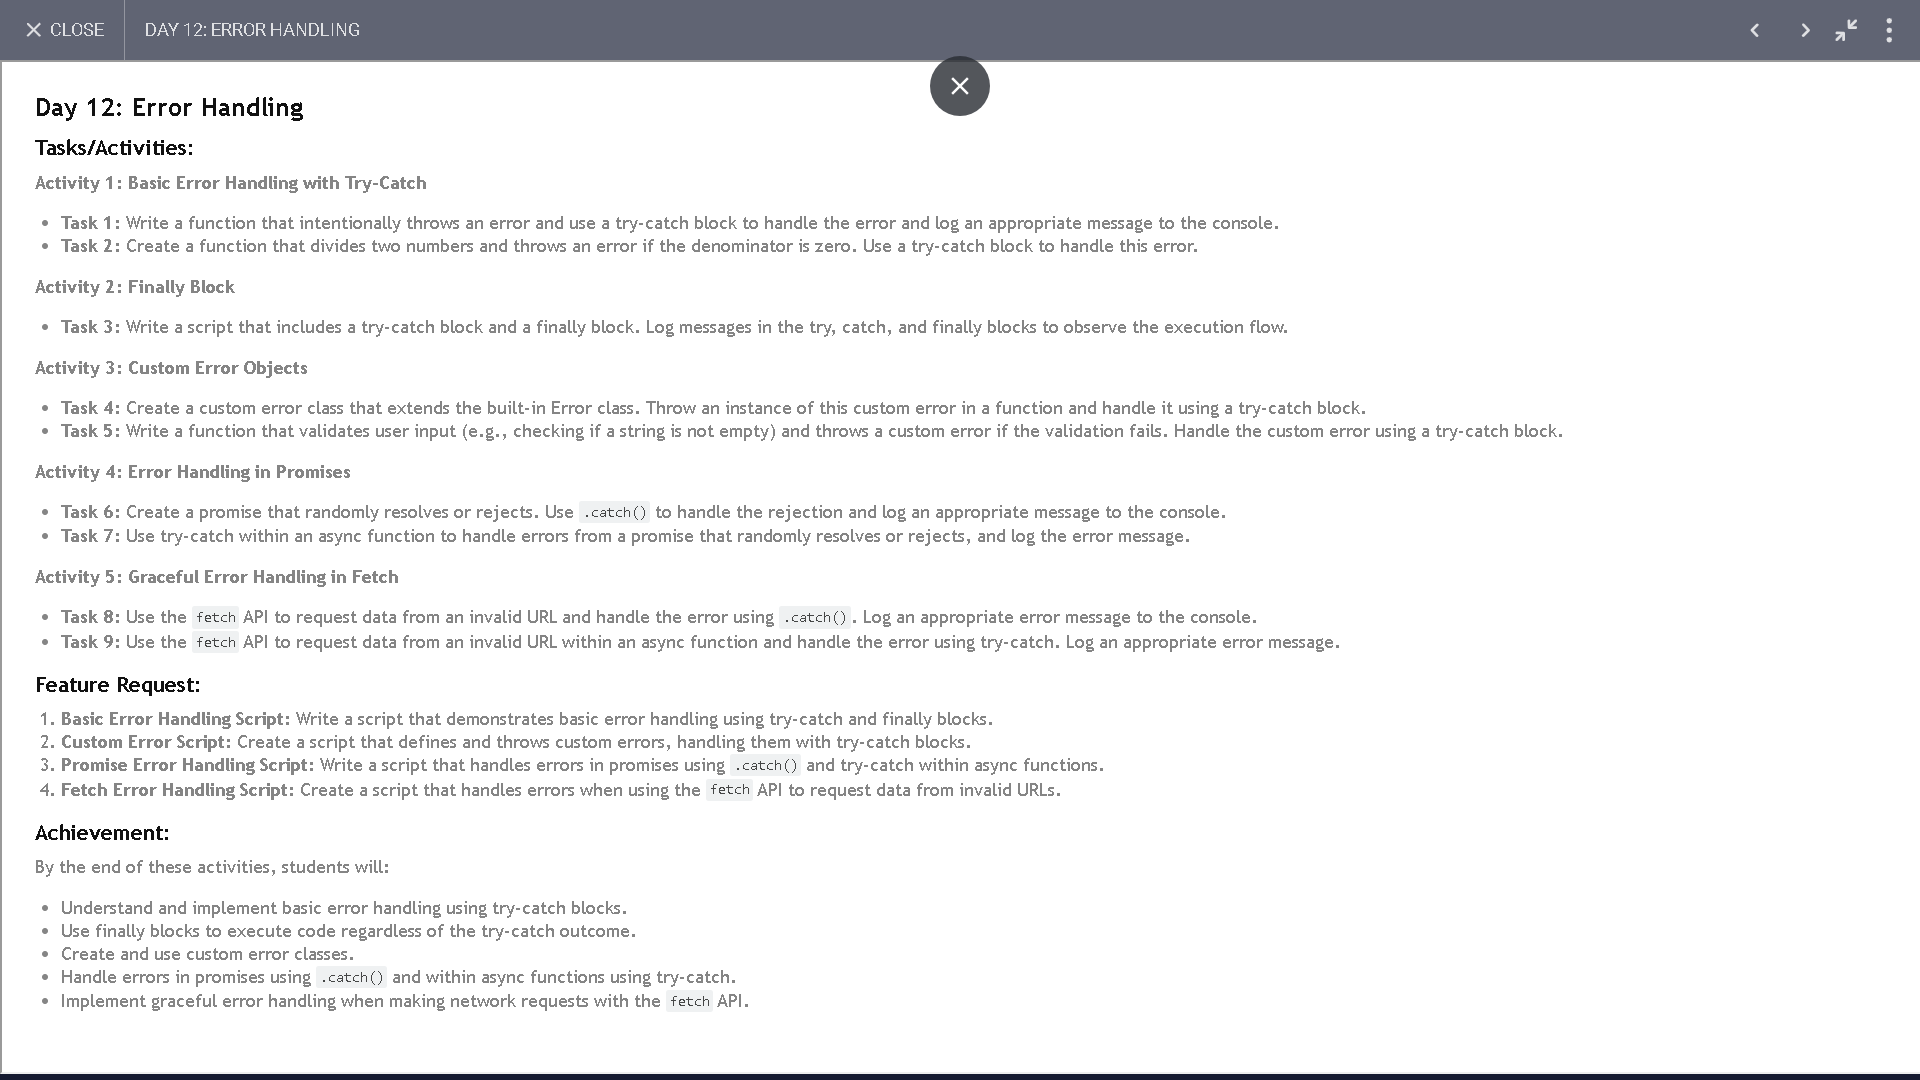 CLOSE
DAY 12: ERROR HANDLING
Day 12: Error Handling
Tasks/Activities:
Activity 1: Basic Error Handling with Try-Catch
• Task 1: Write a function that intentionally throws an error and use a try-catch block to handle the error and log an appropriate message to the console.
• Task 2: Create a function that divides two numbers and throws an error if the denominator is zero. Use a try-catch block to handle this error.
Activity 2: Finally Block
• Task 3: Write a script that includes a try-catch block and a finally block. Log messages in the try, catch, and finally blocks to observe the execution flow.
Activity 3: Custom Error Objects
• Task 4: Create a custom error class that extends the built-in Error class. Throw an instance of this custom error in a function and handle it using a try-catch block.
• Task 5: Write a function that validates user input (e.g., checking if a string is not empty) and throws a custom error if the validation fails. Handle the custom error using a try-catch block.
Activity 4: Error Handling in Promises
• Task 6: Create a promise that randomly resolves or rejects. Use .catch() to handle the rejection and log an appropriate message to the console.
• Task 7: Use try-catch within an async function to handle errors from a promise that randomly resolves or rejects, and log the error message.
Activity 5: Graceful Error Handling in Fetch
• Task 8: Use the fetch API to request data from an invalid URL and handle the error using .catch(). Log an appropriate error message to the console.
• Task 9: Use the fetch API to request data from an invalid URL within an async function and handle the error using try-catch. Log an appropriate error message.
Feature Request:
1. Basic Error Handling Script: Write a script that demonstrates basic error handling using try-catch and finally blocks.
2. Custom Error Script: Create a script that defines and throws custom errors, handling them with try-catch blocks.
3. Promise Error Handling Script: Write a script that handles errors in promises using .catch() and try-catch within async functions.
4. Fetch Error Handling Script: Create a script that handles errors when using the fetch API to request data from invalid URLs.
Achievement:
By the end of these activities, students will:
• Understand and implement basic error handling using try-catch blocks.
• Use finally blocks to execute code regardless of the try-catch outcome.
• Create and use custom error classes.
• Handle errors in promises using .catch() and within async functions using try-catch.
• Implement graceful error handling when making network requests with the fetch API.